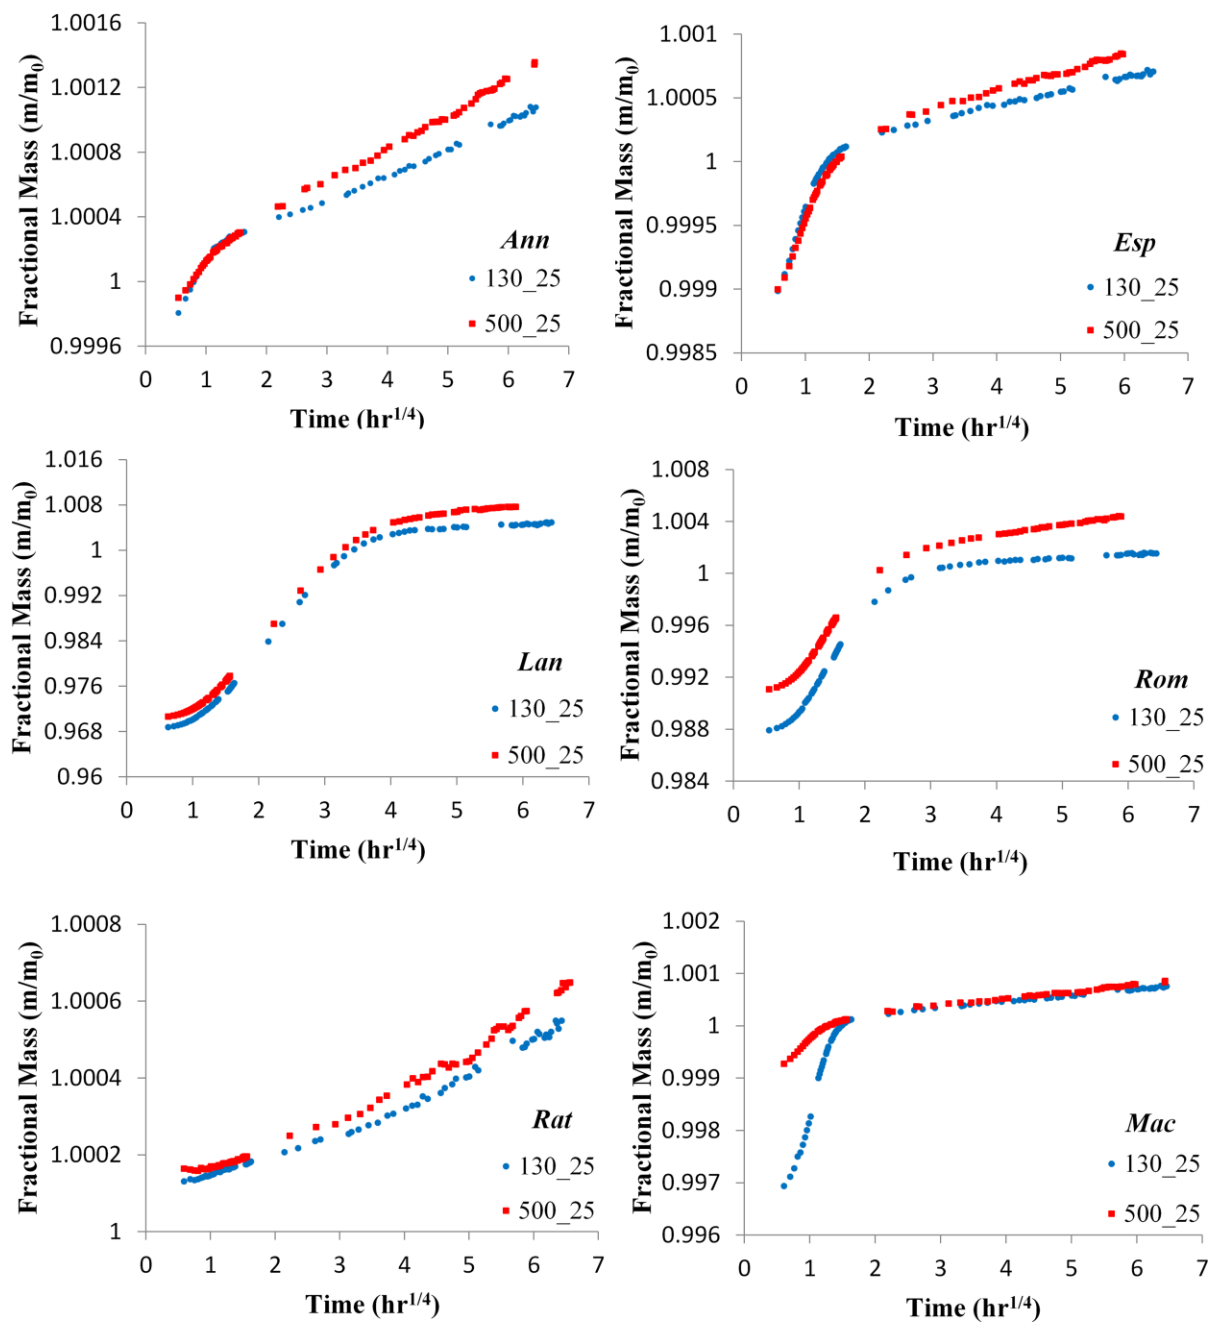 Fractional Mass (m/m0)
1.0016
1.0012
1.0008
1.0004
1
0.9996
0 1 2 3 4 5 6 7
Time (hr1/4)
Ann
130_25
500_25
Fractional Mass (m/m0)
1.001
1.0005
1
0.9995
0.999
0.9985
0 1 2 3 4 5 6 7
Time (hr1/4)
Esp
130_25
500_25
Fractional Mass (m/m0)
1.016
1.008
1
0.992
0.984
0.976
0.968
0.96
0 1 2 3 4 5 6 7
Time (hr1/4)
Lan
130_25
500_25
Fractional Mass (m/m0)
1.008
1.004
1
0.996
0.992
0.988
0.984
0 1 2 3 4 5 6 7
Time (hr1/4)
Rom
130_25
500_25
Fractional Mass (m/m0)
1.0008
1.0006
1.0004
1.0002
1
0 1 2 3 4 5 6 7
Time (hr1/4)
Rat
130_25
500_25
Fractional Mass (m/m0)
1.002
1.001
1
0.999
0.998
0.997
0.996
0 1 2 3 4 5 6 7
Time (hr1/4)
Mac
130_25
500_25